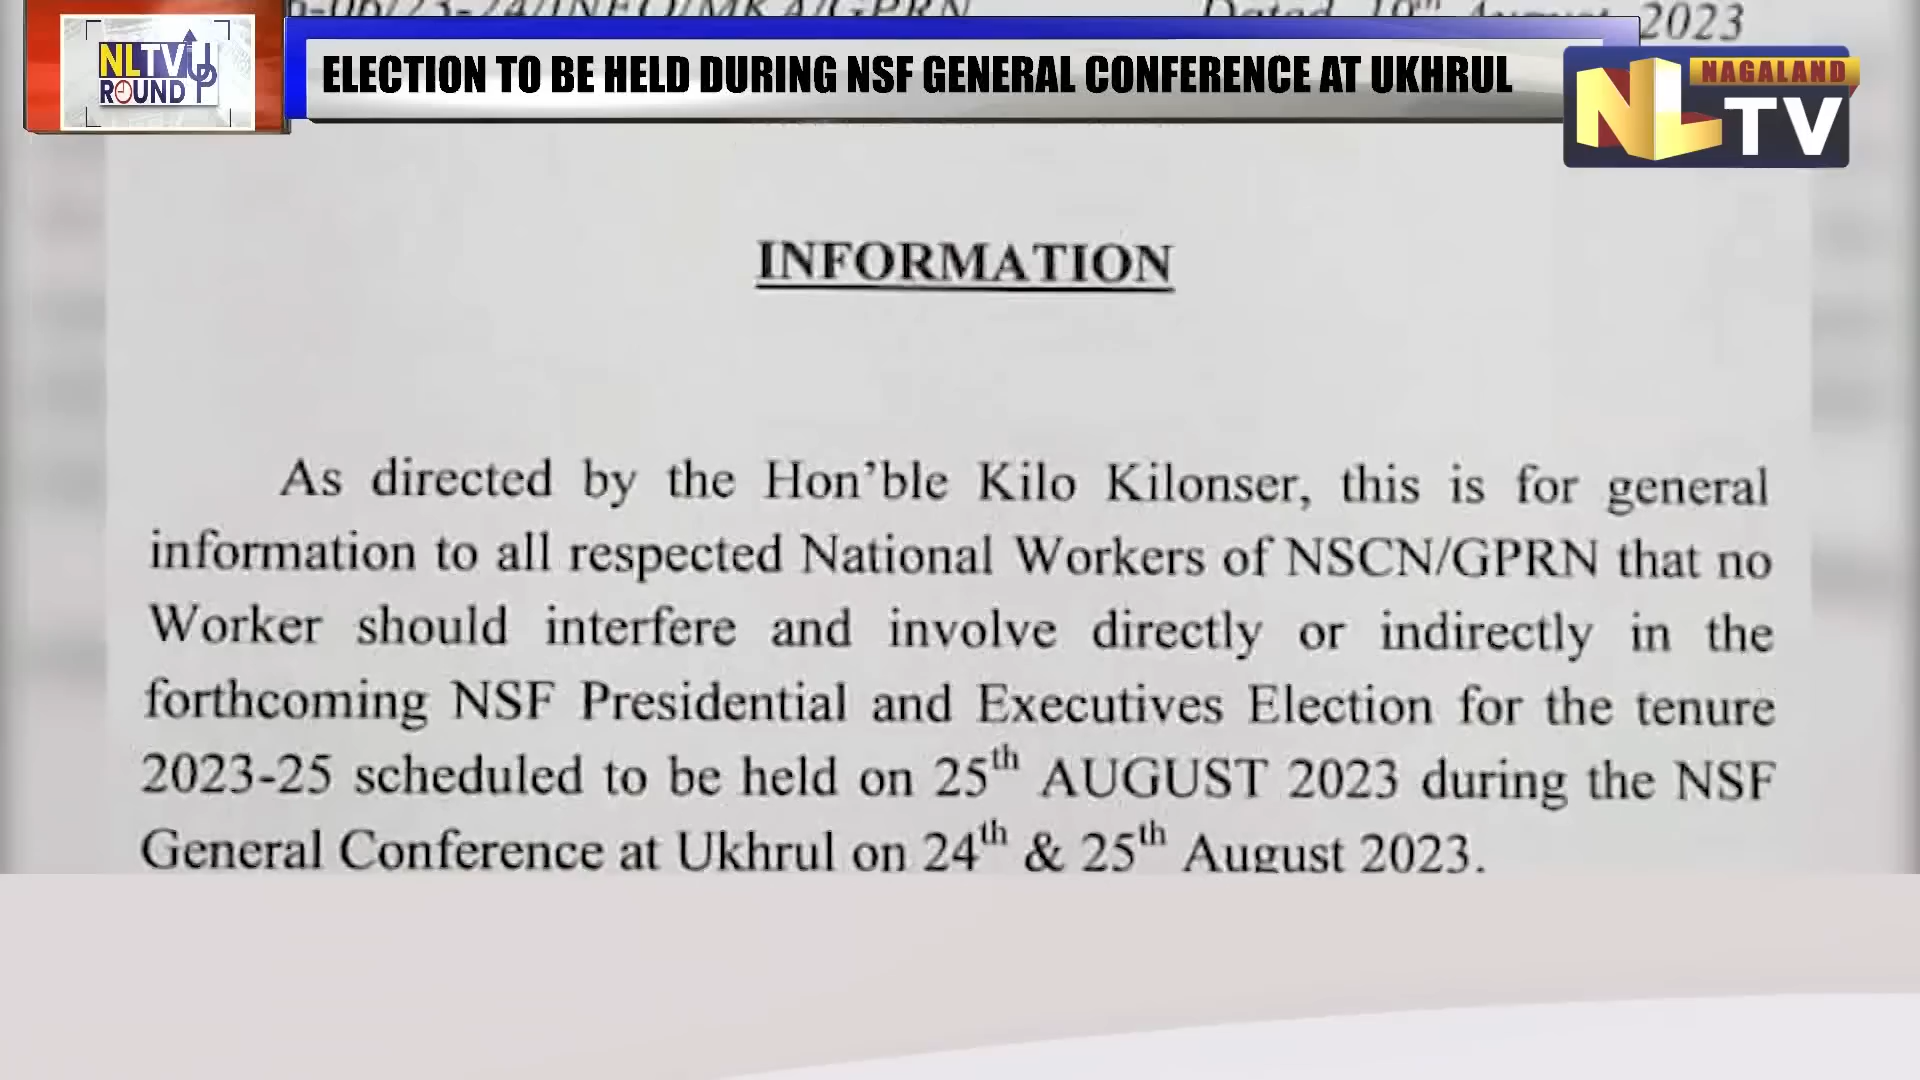 Dated 2023
NLTV UP
ROUND
ELECTION TO BE HELD DURING NSF GENERAL CONFERENCE AT UKHRUL
NAGALAND
NLTV
INFORMATION
As directed by the Hon'ble Kilo Kilonser, this is for general
information to all respected National Workers of NSCN/GPRN that no
Worker should interfere and involve directly or indirectly in the
forthcoming NSF Presidential and Executives Election for the tenure
2023-25 scheduled to be held on 25th AUGUST 2023 during the NSF
General Conference at Ukhrul on 24th & 25th August 2023.